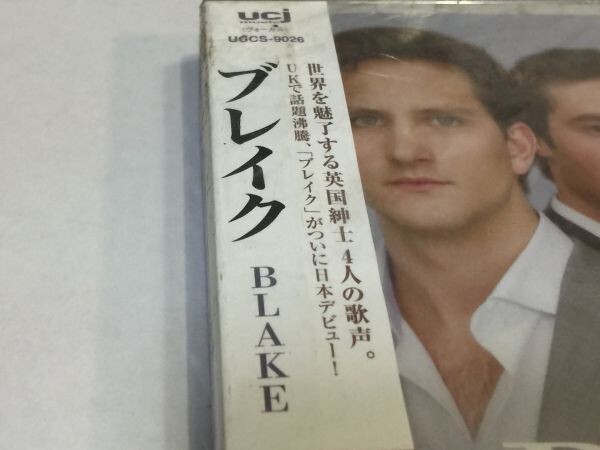 ucj
〈ヴォーカル〉
UCCS-9026
世界を魅了する英国紳士4人の歌声。
UKで話題沸騰、「ブレイク」がついに日本デビュー!
ブレイク BLAKE